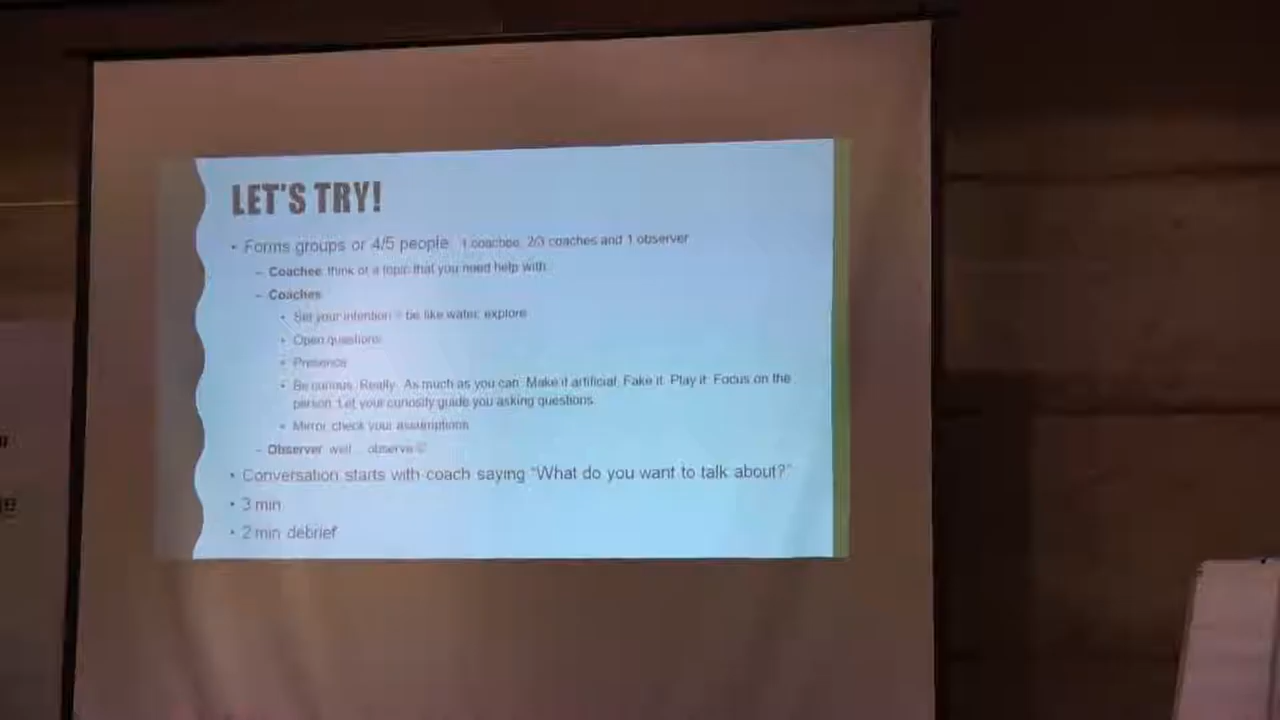 LET'S TRY!
• Forms groups or 4/5 people 1 coachee, 2/3 coaches and 1 observer
– Coachee: think of a topic that you need help with
– Coaches
• Set your intention – be like water, explore
• Open questions
• Presence
• Be curious. Really. As much as you can. Make it artificial. Fake it. Play it. Focus on the
person. Let your curiosity guide you asking questions.
• Mirror, check your assumptions
– Observer: well... observe ☺
• Conversation starts with coach saying "What do you want to talk about?"
• 3 min
• 2 min debrief